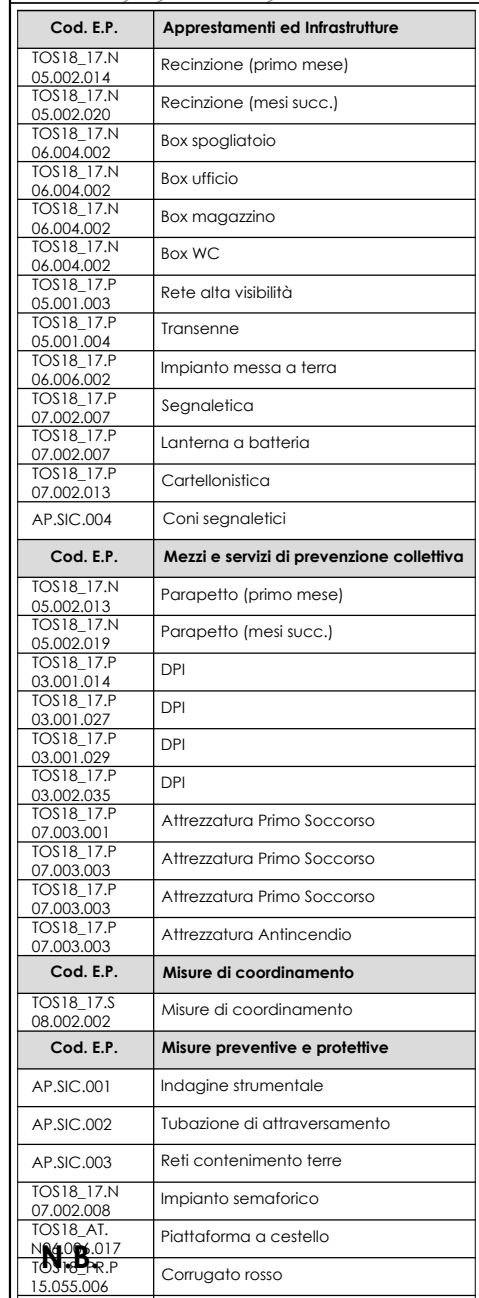 Cod. E.P. Apprestamenti ed Infrastrutture
TOS18_17.N
05.002.014 Recinzione (primo mese)
TOS18_17.N
05.002.020 Recinzione (mesi succ.)
TOS18_17.N
06.004.002 Box spogliatoio
TOS18_17.N
06.004.002 Box ufficio
TOS18_17.N
06.004.002 Box magazzino
TOS18_17.N
06.004.002 Box WC
TOS18_17.P
05.001.003 Rete alta visibilità
TOS18_17.P
05.001.004 Transenne
TOS18_17.P
06.006.002 Impianto messa a terra
TOS18_17.P
07.002.007 Segnaletica
TOS18_17.P
07.002.007 Lanterna a batteria
TOS18_17.P
07.002.013 Cartellonistica
AP.SIC.004 Coni segnaletici
Cod. E.P. Mezzi e servizi di prevenzione collettiva
TOS18_17.N
05.002.013 Parapetto (primo mese)
TOS18_17.N
05.002.019 Parapetto (mesi succ.)
TOS18_17.P
03.001.014 DPI
TOS18_17.P
03.001.027 DPI
TOS18_17.P
03.001.029 DPI
TOS18_17.P
03.002.035 DPI
TOS18_17.P
07.003.001 Attrezzatura Primo Soccorso
TOS18_17.P
07.003.003 Attrezzatura Primo Soccorso
TOS18_17.P
07.003.003 Attrezzatura Primo Soccorso
TOS18_17.P
07.003.003 Attrezzatura Antincendio
Cod. E.P. Misure di coordinamento
TOS18_17.S
08.002.002 Misure di coordinamento
Cod. E.P. Misure preventive e protettive
AP.SIC.001 Indagine strumentale
AP.SIC.002 Tubazione di attraversamento
AP.SIC.003 Reti contenimento terre
TOS18_17.N
07.002.008 Impianto semaforico
TOS18_AT.
N06.006.017 Piattaforma a cestello
N.B.
TOS18_PR.P
15.055.006 Corrugato rosso